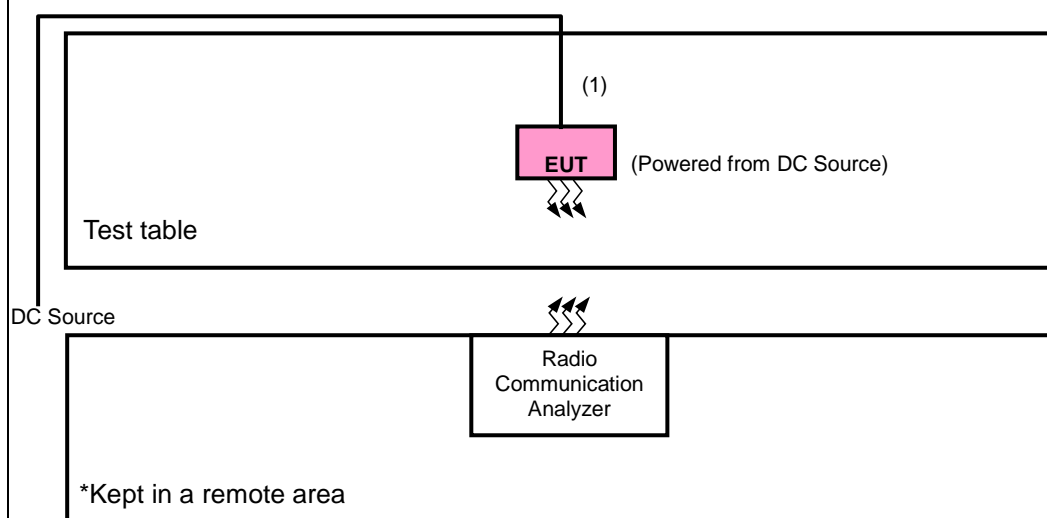 (1)
EUT
(Powered from DC Source)
Test table
DC Source
Radio
Communication
Analyzer
*Kept in a remote area